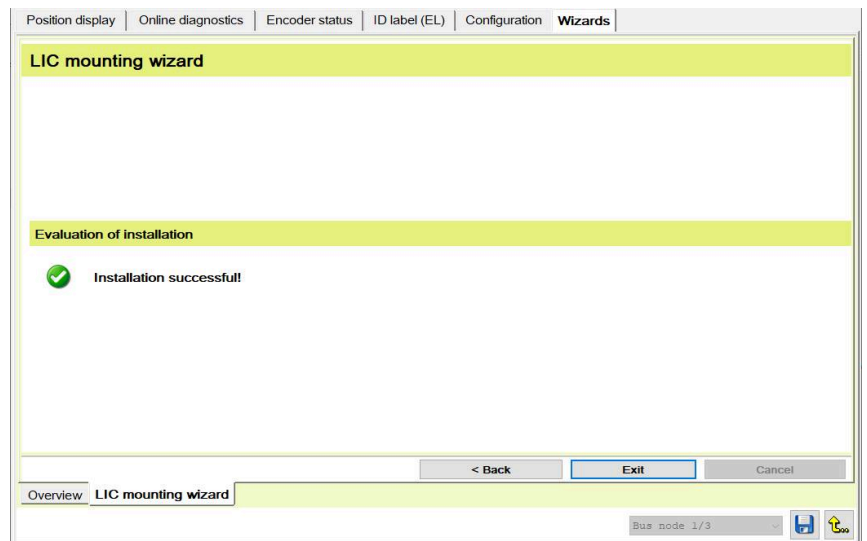 Position display Online diagnostics Encoder status ID label (EL) Configuration Wizards
LIC mounting wizard
Evaluation of installation
Installation successful!
< Back Exit Cancel
Overview LIC mounting wizard
Bus node 1/3